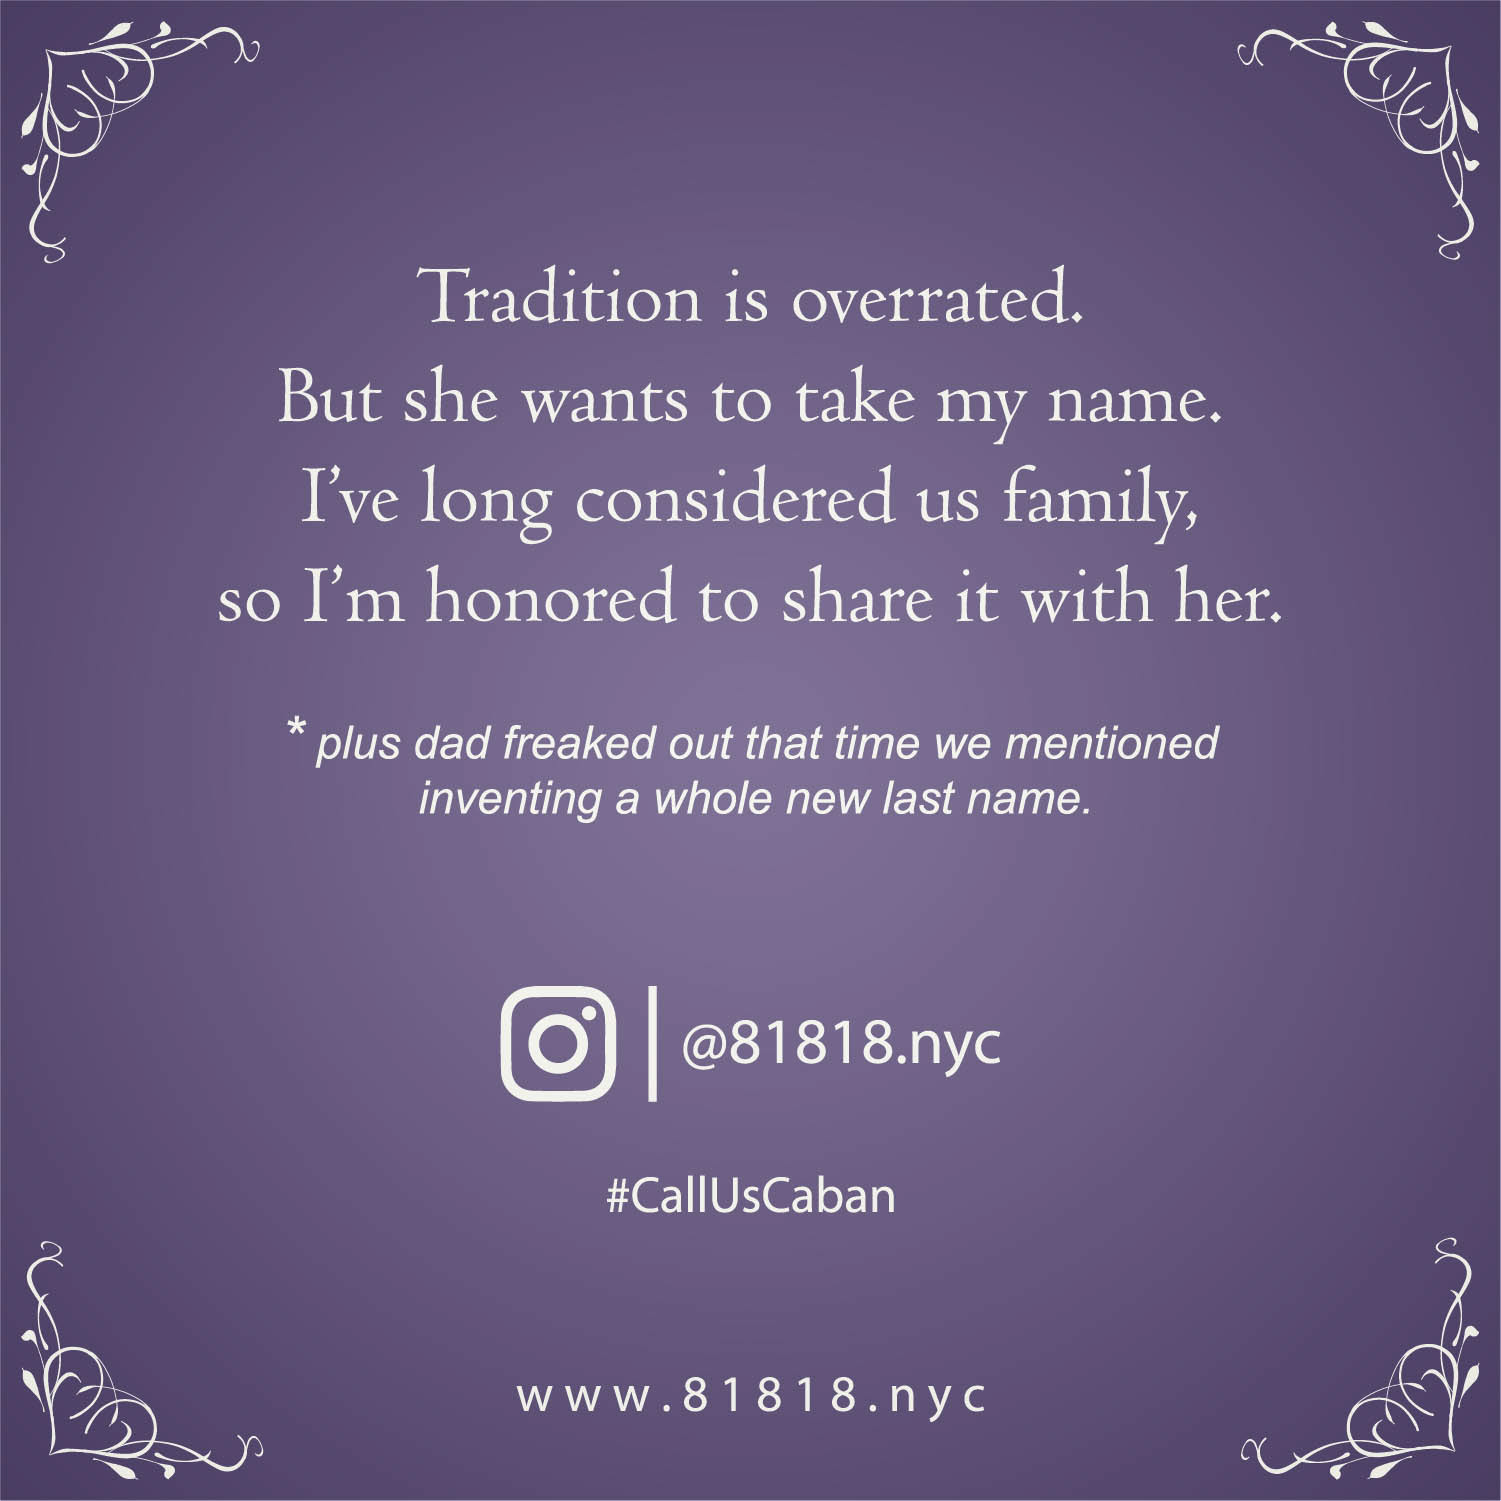 Tradition is overrated.
But she wants to take my name.
I’ve long considered us family,
so I’m honored to share it with her.
* plus dad freaked out that time we mentioned
inventing a whole new last name.
@81818.nyc
#CallUsCaban
www.81818.nyc